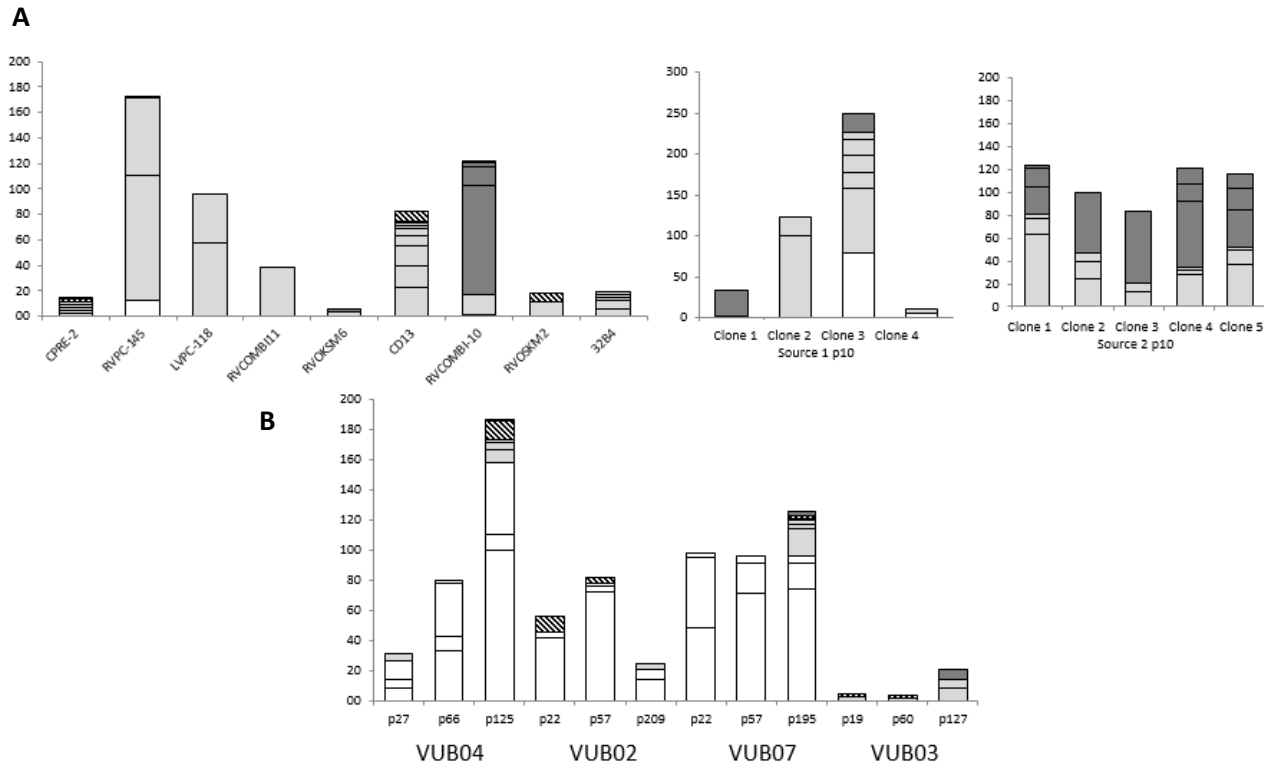 A
200
180
160
140
120
100
80
60
40
20
00
CPRE-2
RVPC-145
LVPC-118
RVCOMBI11
RVOKSM6
CD13
RVCOMBI-10
RVOSKM2
32B4
300
250
200
150
100
50
0
Clone 1 Clone 2 Clone 3 Clone 4
Source 1 p10
200
180
160
140
120
100
80
60
40
20
0
Clone 1 Clone 2 Clone 3 Clone 4 Clone 5
Source 2 p10
B
200
180
160
140
120
100
80
60
40
20
00
p27 p66 p125 p22 p57 p209 p22 p57 p195 p19 p60 p127
VUB04 VUB02 VUB07 VUB03